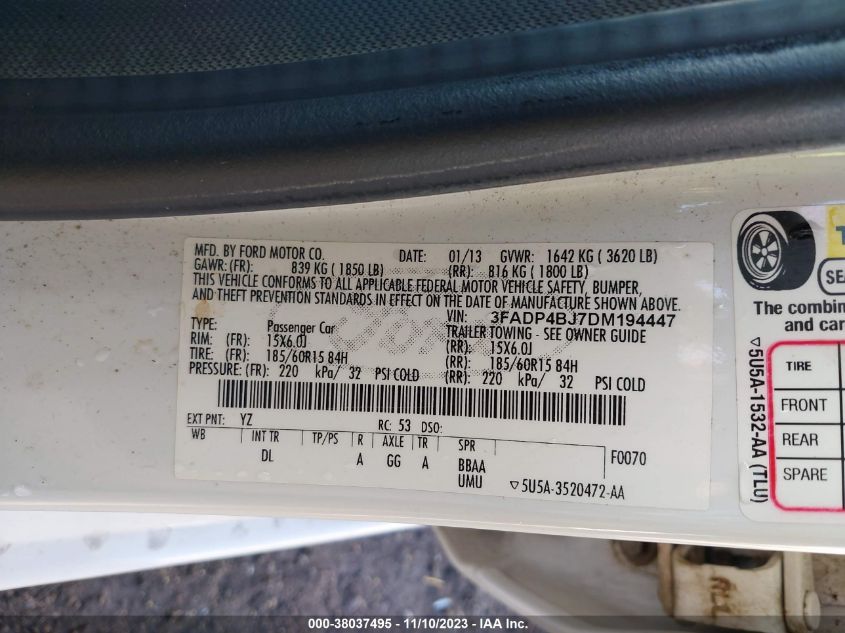 MFD. BY FORD MOTOR CO. DATE: 01/13 GVWR: 1642 KG ( 3620 LB)
GAWR: (FR): 839 KG ( 1850 LB) (RR): 816 KG ( 1800 LB)
THIS VEHICLE CONFORMS TO ALL APPLICABLE FEDERAL MOTOR VEHICLE SAFETY, BUMPER,
AND THEFT PREVENTION STANDARDS IN EFFECT ON THE DATE OF MANUFACTURE SHOWN ABOVE.
VIN: 3FADP4BJ7DM194447
TYPE: Passenger Car TRAILER TOWING - SEE OWNER GUIDE
RIM: (FR): 15X6.0J (RR): 15X6.0J
TIRE: (FR): 185/60R15 84H (RR): 185/60R15 84H
PRESSURE: (FR): 220 kPa/ 32 PSI COLD (RR): 220 kPa/ 32 PSI COLD
EXT PNT: YZ RC: 53 DSO:
WB INT TR TP/PS R AXLE TR SPR F0070
DL A GG A BBAA
UMU ▽5U5A-3520472-AA
The combin
and car
TIRE
FRONT
REAR
SPARE
▽5U5A-1532-AA (TLU)
000-38037495 - 11/10/2023 - IAA Inc.